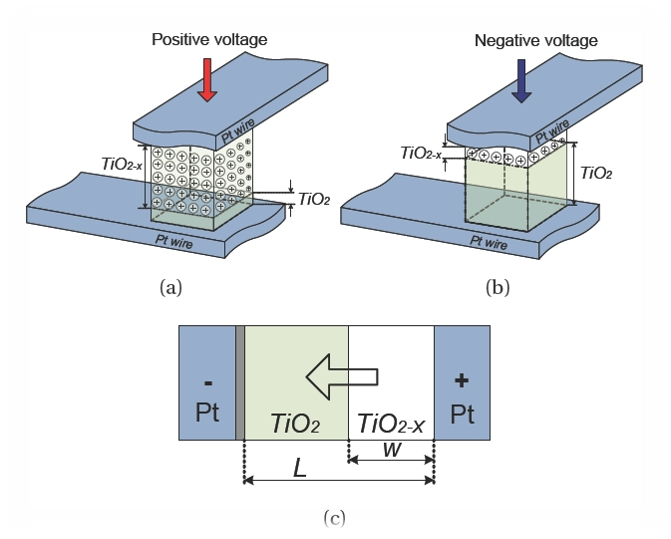 Positive voltage
Negative voltage
Pt wire
TiO2-x
TiO2
Pt wire
Pt wire
TiO2-x
TiO2
Pt wire
(a)
(b)
-
Pt
TiO2
TiO2-x
+
Pt
w
L
(c)